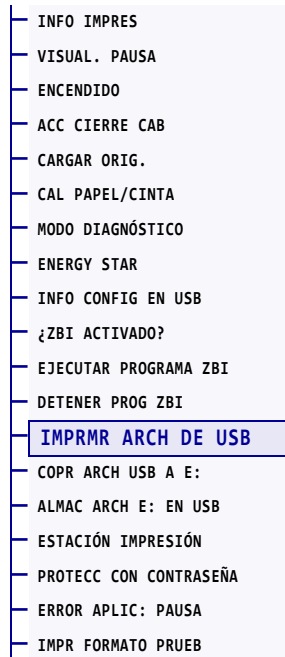 INFO IMPRES
VISUAL. PAUSA
ENCENDIDO
ACC CIERRE CAB
CARGAR ORIG.
CAL PAPEL/CINTA
MODO DIAGNÓSTICO
ENERGY STAR
INFO CONFIG EN USB
¿ZBI ACTIVADO?
EJECUTAR PROGRAMA ZBI
DETENER PROG ZBI
IMPRMR ARCH DE USB
COPR ARCH USB A E:
ALMAC ARCH E: EN USB
ESTACIÓN IMPRESIÓN
PROTECC CON CONTRASEÑA
ERROR APLIC: PAUSA
IMPR FORMATO PRUEB